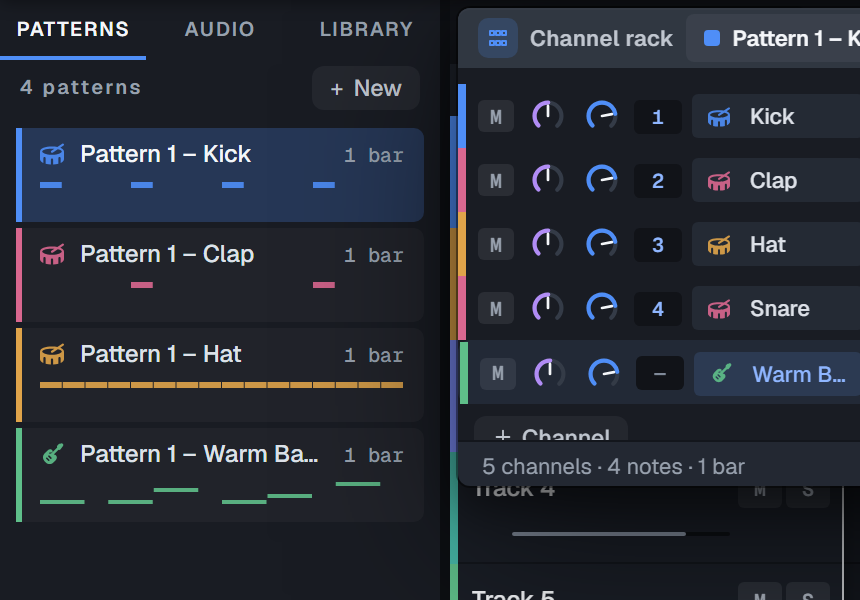 PATTERNS AUDIO LIBRARY
4 patterns + New
Pattern 1 – Kick 1 bar
Pattern 1 – Clap 1 bar
Pattern 1 – Hat 1 bar
Pattern 1 – Warm Ba... 1 bar
Channel rack Pattern 1 – K
M 1 Kick
M 2 Clap
M 3 Hat
M 4 Snare
M – Warm B...
+ Channel
5 channels · 4 notes · 1 bar
Track 4 M S
Track 5 M S